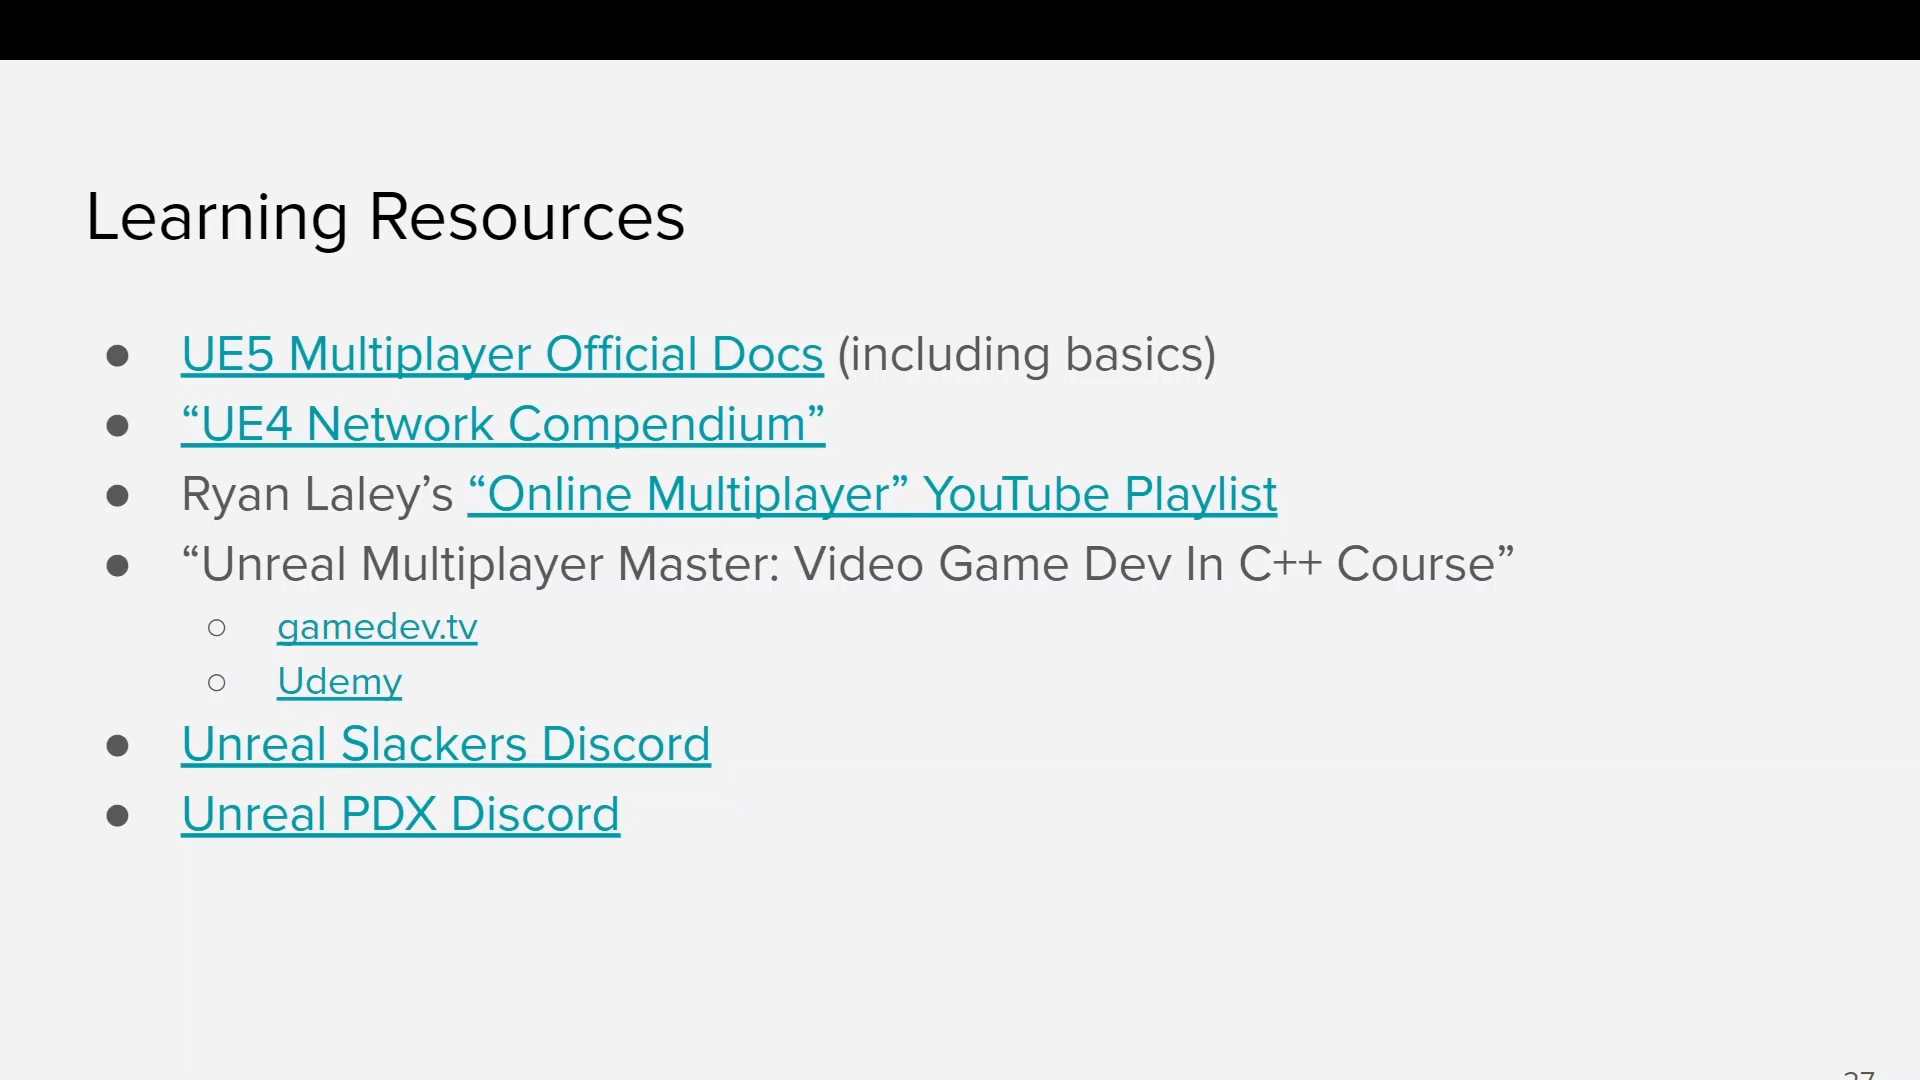 Learning Resources
● UE5 Multiplayer Official Docs (including basics)
● “UE4 Network Compendium”
● Ryan Laley’s “Online Multiplayer” YouTube Playlist
● “Unreal Multiplayer Master: Video Game Dev In C++ Course”
○ gamedev.tv
○ Udemy
● Unreal Slackers Discord
● Unreal PDX Discord